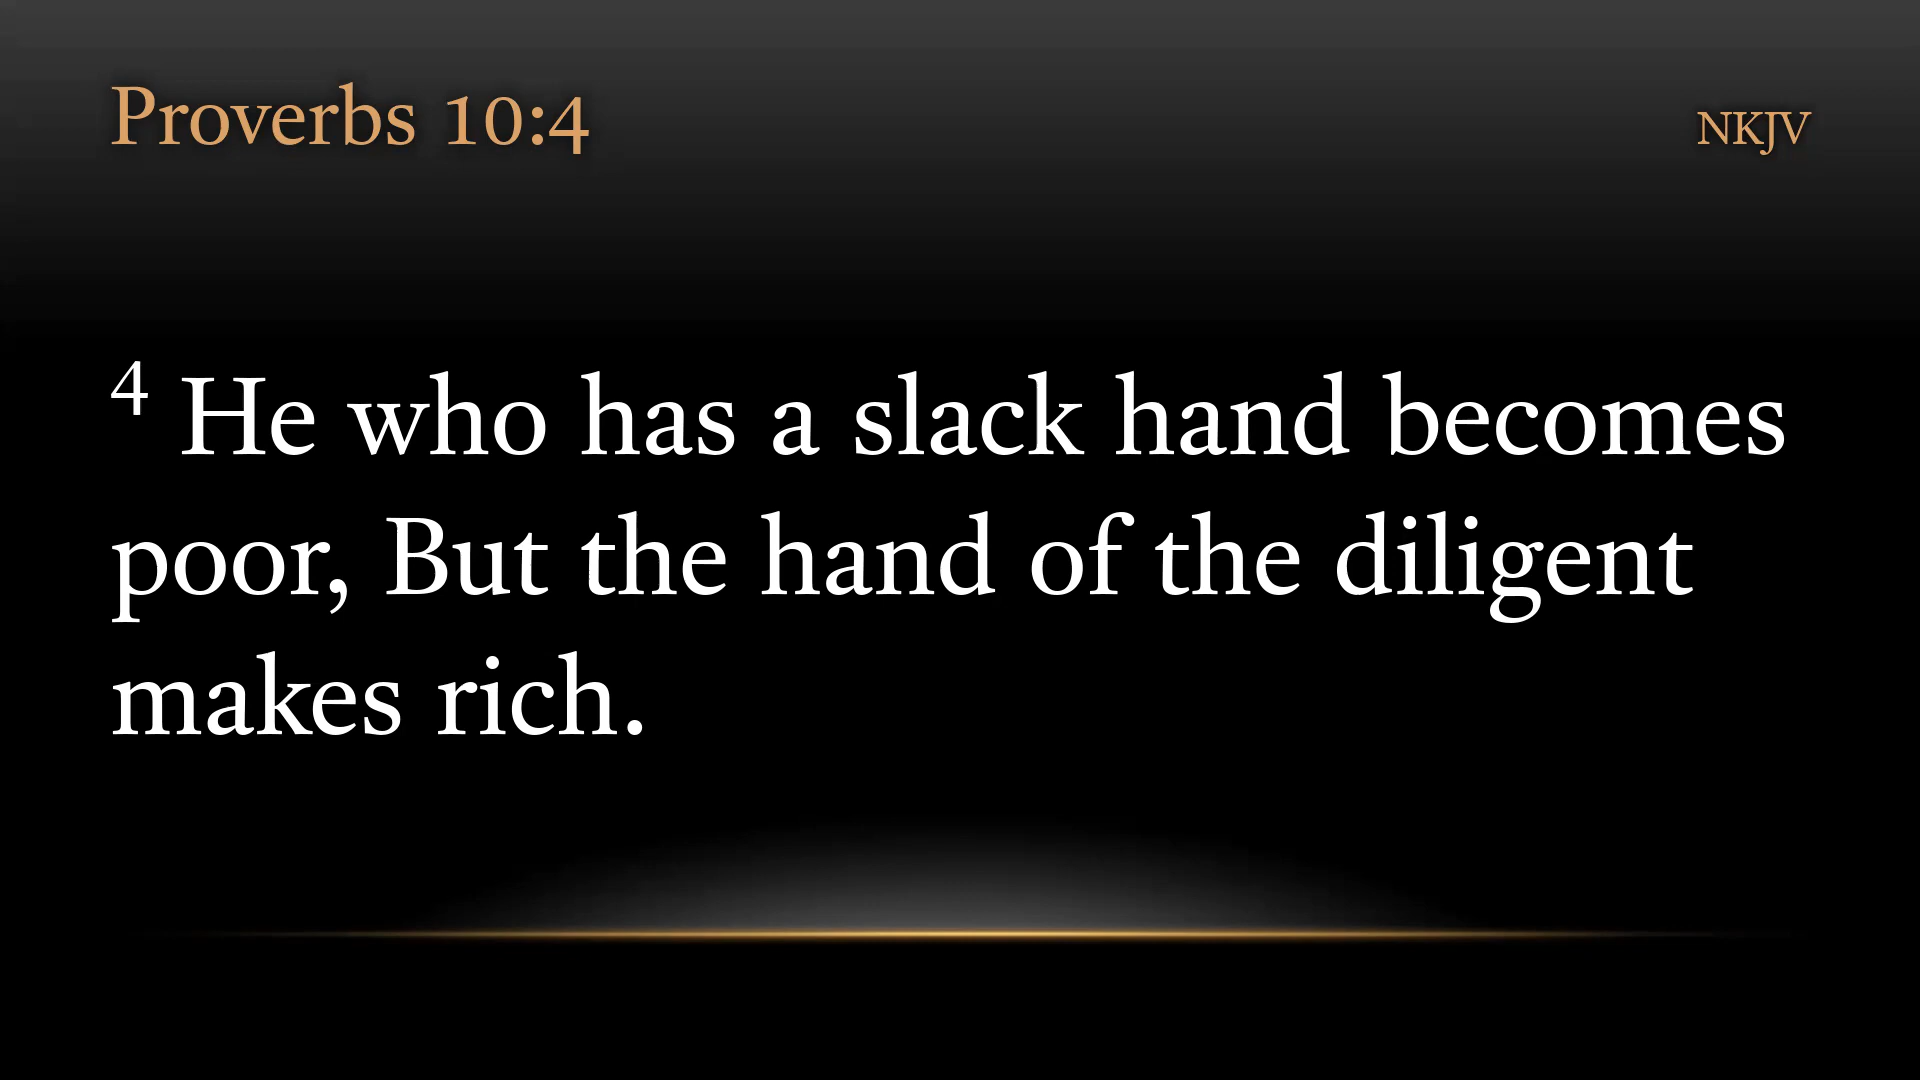 Proverbs 10:4
NKJV
4 He who has a slack hand becomes
poor, But the hand of the diligent
makes rich.